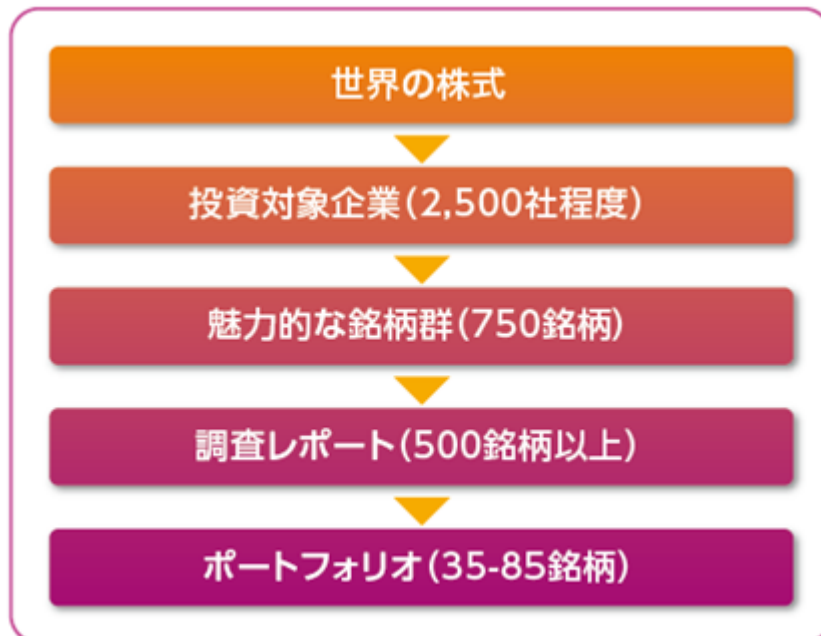 世界の株式
投資対象企業(2,500社程度)
魅力的な銘柄群(750銘柄)
調査レポート(500銘柄以上)
ポートフォリオ(35-85銘柄)